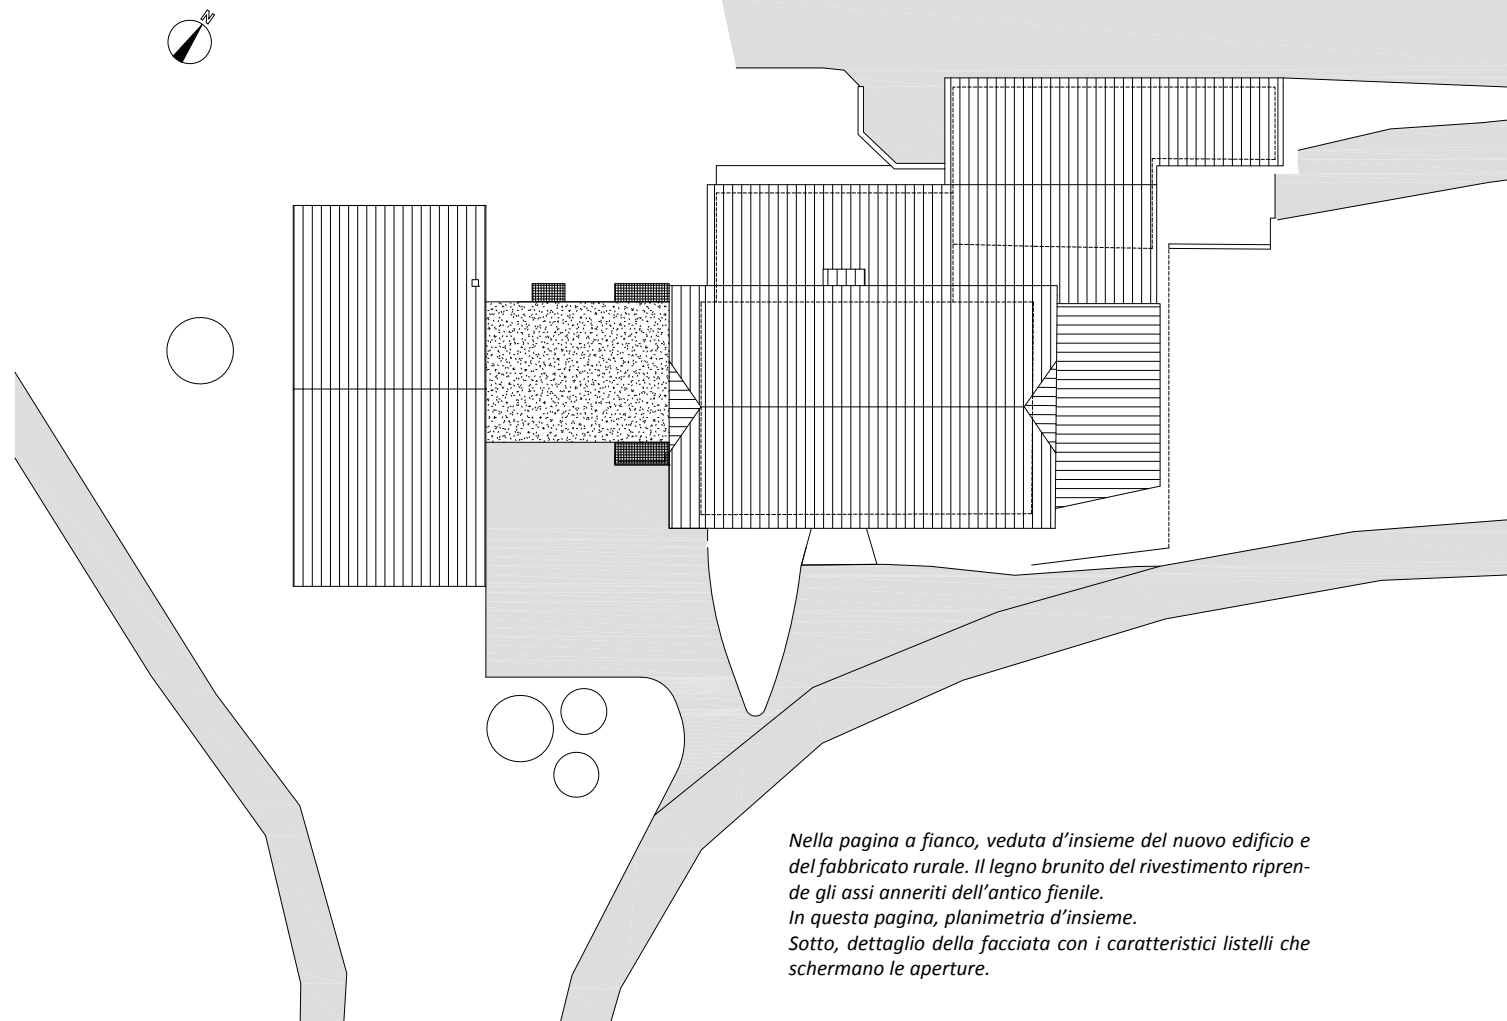 N
Nella pagina a fianco, veduta d’insieme del nuovo edificio e
del fabbricato rurale. Il legno brunito del rivestimento ripren-
de gli assi anneriti dell’antico fienile.
In questa pagina, planimetria d’insieme.
Sotto, dettaglio della facciata con i caratteristici listelli che
schermano le aperture.